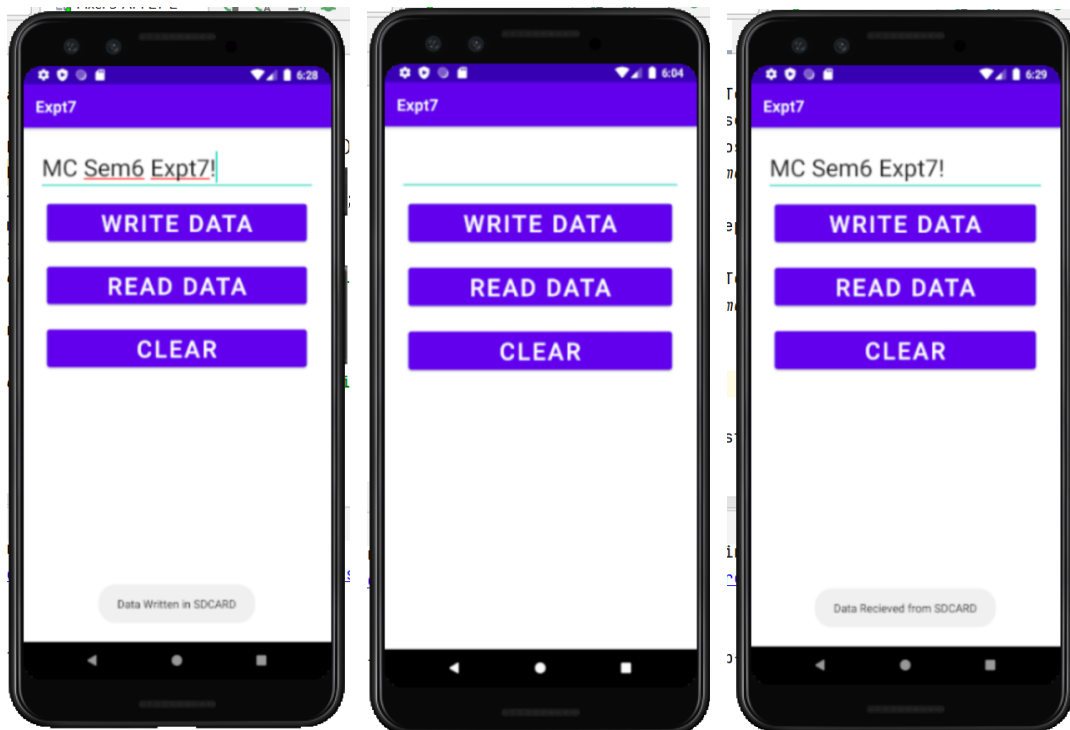 6:28
Expt7
MC Sem6 Expt7!
WRITE DATA
READ DATA
CLEAR
Data Written in SDCARD
6:04
Expt7
WRITE DATA
READ DATA
CLEAR
6:29
Expt7
MC Sem6 Expt7!
WRITE DATA
READ DATA
CLEAR
Data Recieved from SDCARD